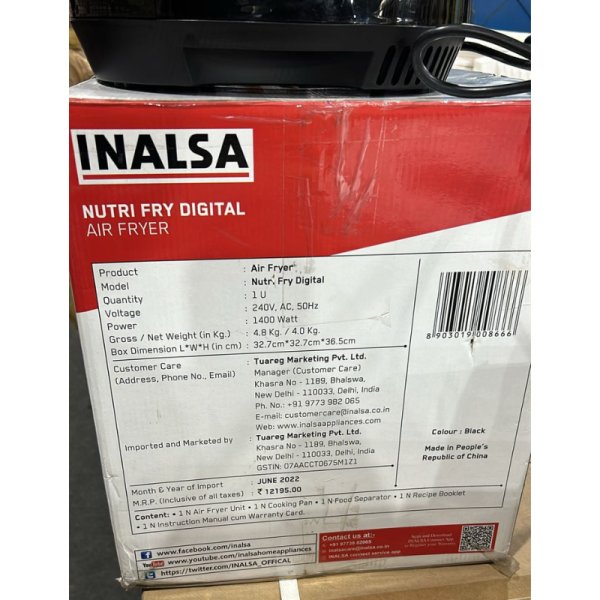 INALSA
NUTRI FRY DIGITAL
AIR FRYER
Product : Air Fryer
Model : Nutri Fry Digital
Quantity : 1 U
Voltage : 240V, AC, 50Hz
Power : 1400 Watt
Gross / Net Weight (in Kg.) : 4.8 Kg. / 4.0 Kg.
Box Dimension L*W*H (in cm) : 32.7cm*32.7cm*36.5cm
Customer Care : Tuareg Marketing Pvt. Ltd.
(Address, Phone No., Email) Manager (Customer Care)
Khasra No - 1189, Bhalswa,
New Delhi - 110033, Delhi, India
Ph. No.: +91 9773 982 065
E-mail: customercare@inalsa.co.in
Web: www.inalsaappliances.com
Imported and Marketed by : Tuareg Marketing Pvt. Ltd.
Khasra No - 1189, Bhalswa,
New Delhi - 110033, Delhi, India
GSTIN: 07AACCT0675M1Z1
Month & Year of Import : JUNE 2022
M.R.P. (Inclusive of all taxes) : ₹ 12195.00
Content: • 1 N Air Fryer Unit • 1 N Cooking Pan • 1 N Food Separator • 1 N Recipe Booklet
• 1 N Instruction Manual cum Warranty Card.
8 903019 008666
Colour : Black
Made in People's
Republic of China
www.facebook.com/inalsa
YouTube www.youtube.com/inalsahomeappliances
https://twitter.com/INALSA_OFFICAL
Contact us at:-
INALSA connect service app